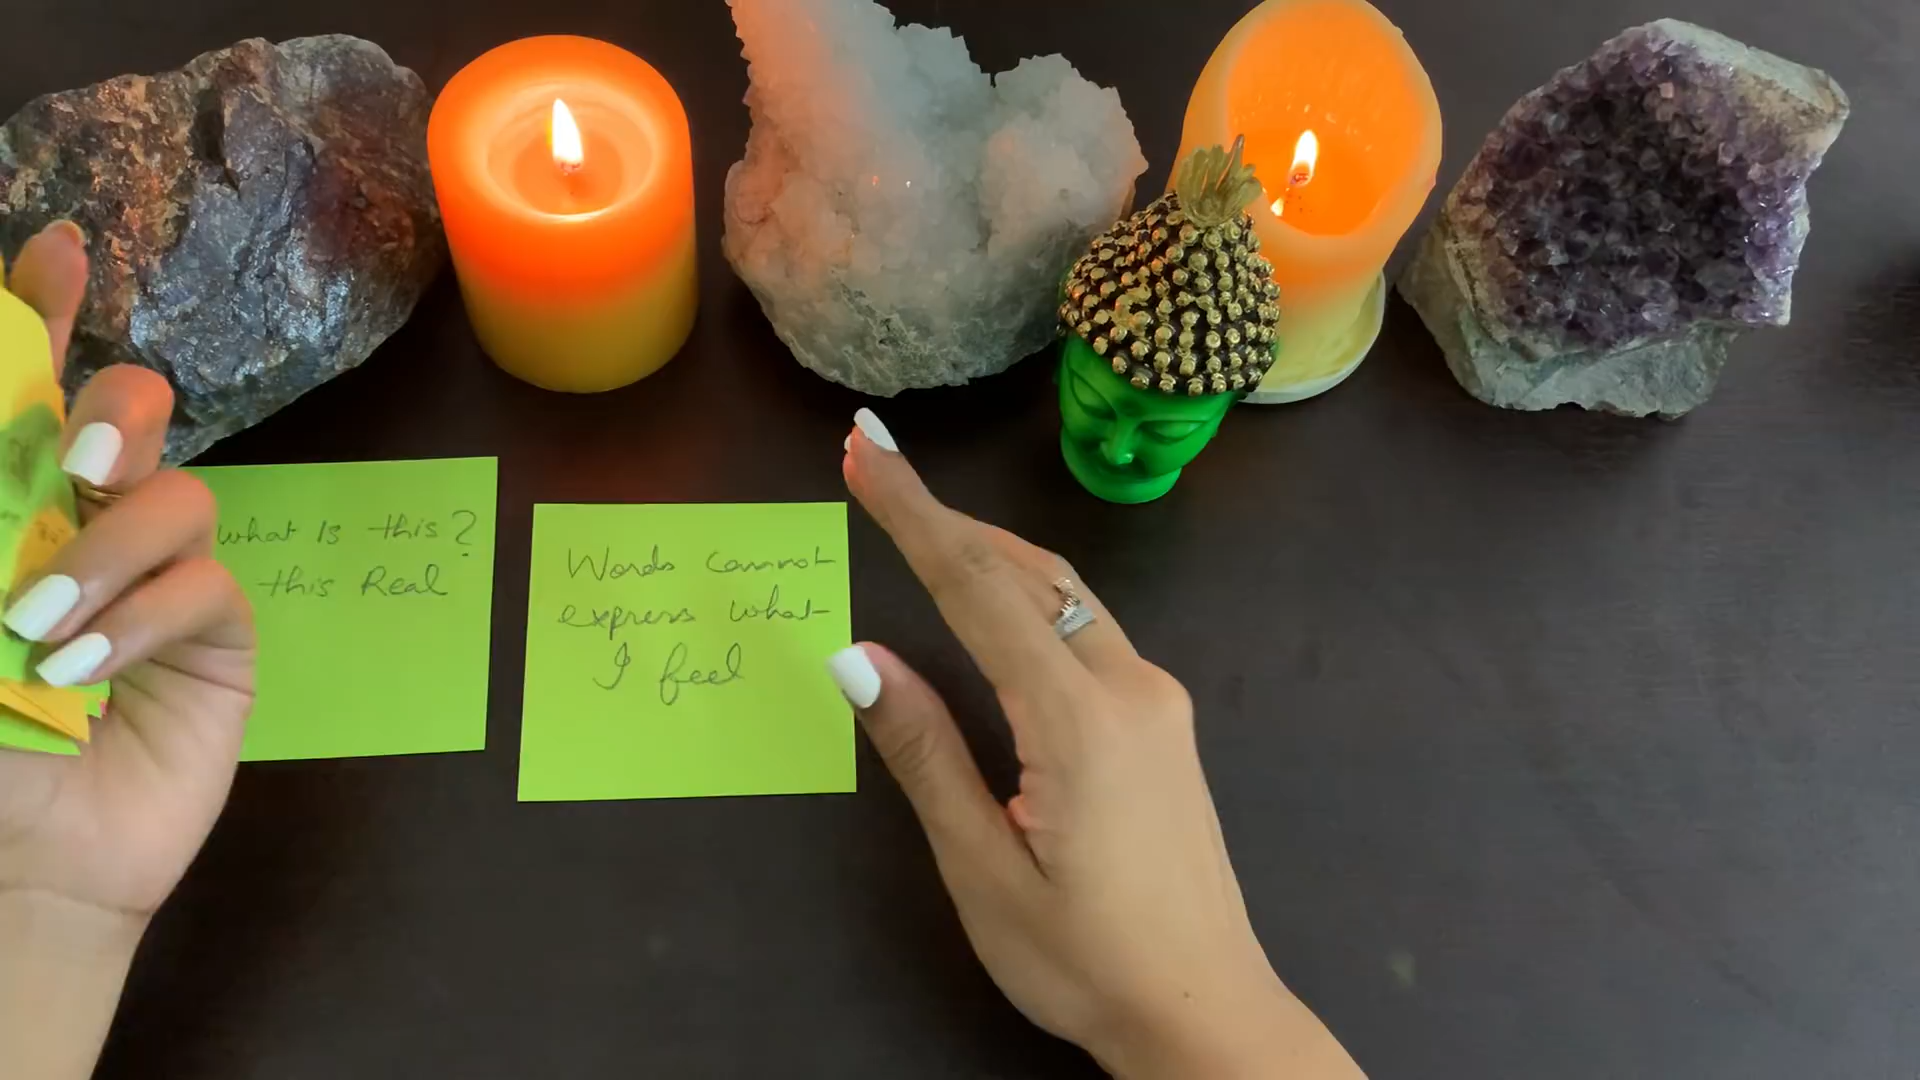 what Is this?
this Real
Words cannot
express what
I feel